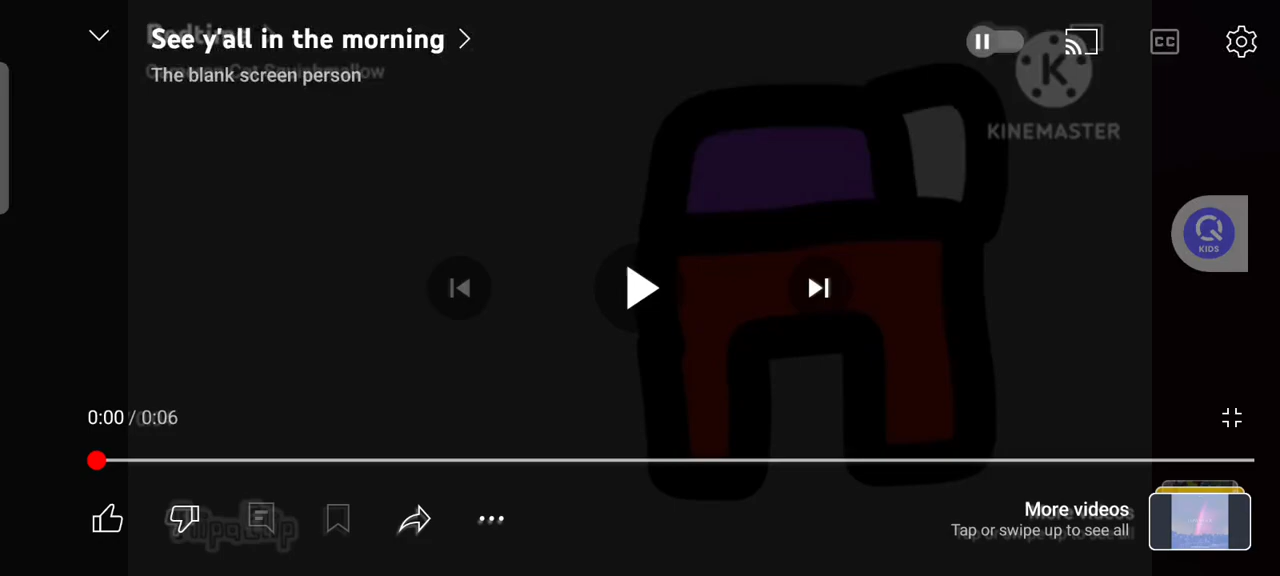 See y'all in the morning
The blank screen person
KINEMASTER
CC
KIDS
0:00 / 0:06
More videos
Tap or swipe up to see all